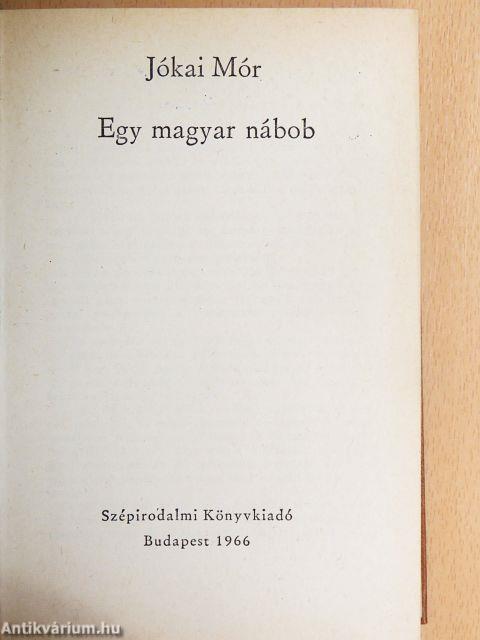 Jókai Mór
Egy magyar nábob
Szépirodalmi Könyvkiadó
Budapest 1966
Antikvárium.hu